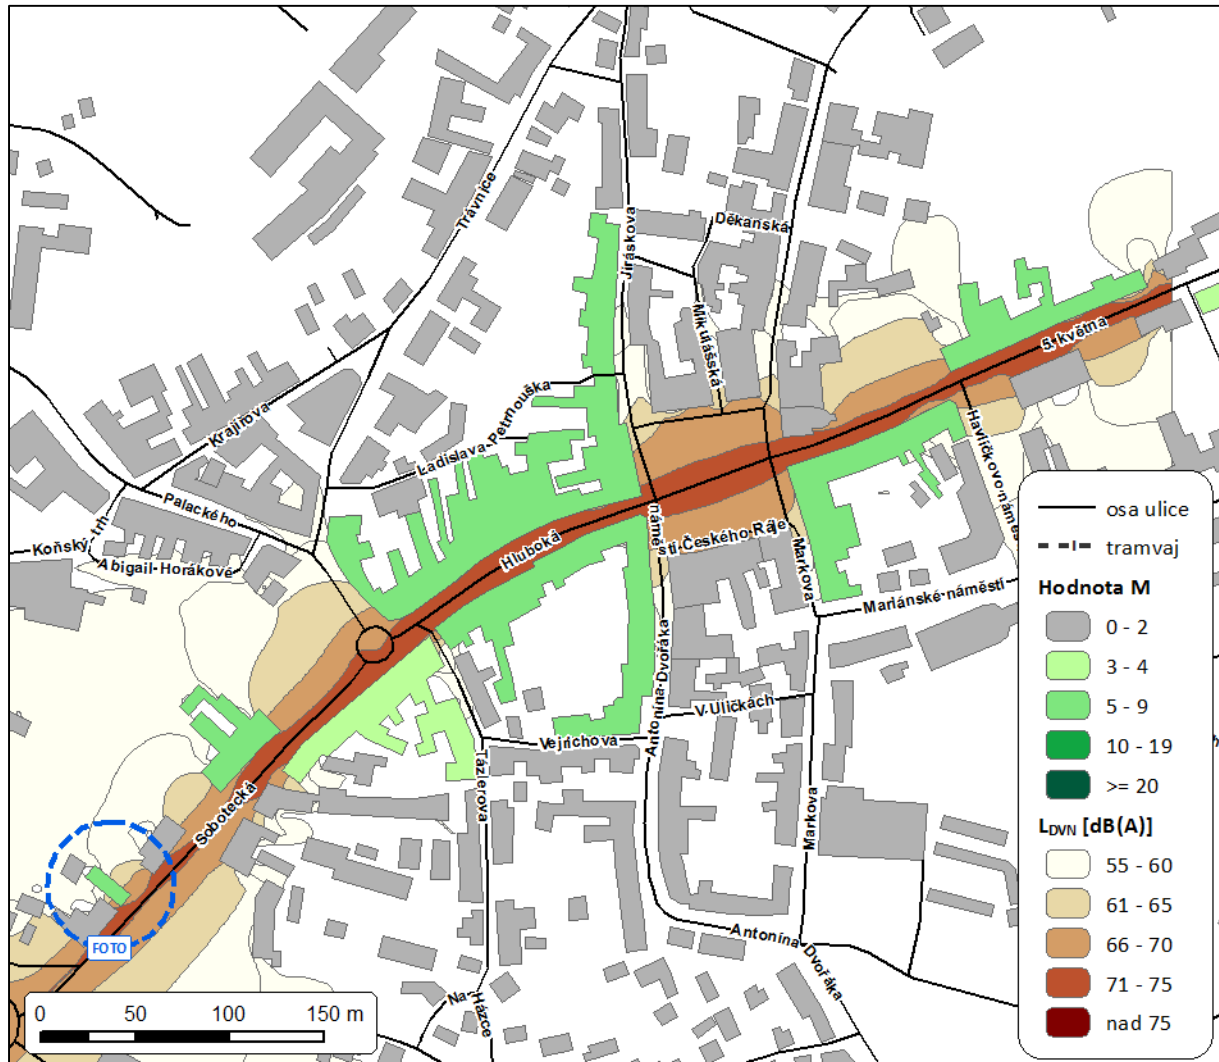 Trávnice
Jiráskova
Děkanská
Mikulášská
5. května
Ladislava Petrnouška
Krajířova
Palackého
Koňský trh
Abigail Horákové
Hluboká
náměstí Českého Ráje
Markova
Havlíčkovo náměs
Mariánské náměstí
Antonína Dvořáka
V Uličkách
Vejrichova
Tázlerova
Markova
Sobotecká
FOTO
Antonína Dvořáka
Na Házce
0 50 100 150 m
osa ulice
tramvaj
Hodnota M
0 - 2
3 - 4
5 - 9
10 - 19
>= 20
LDVN [dB(A)]
55 - 60
61 - 65
66 - 70
71 - 75
nad 75